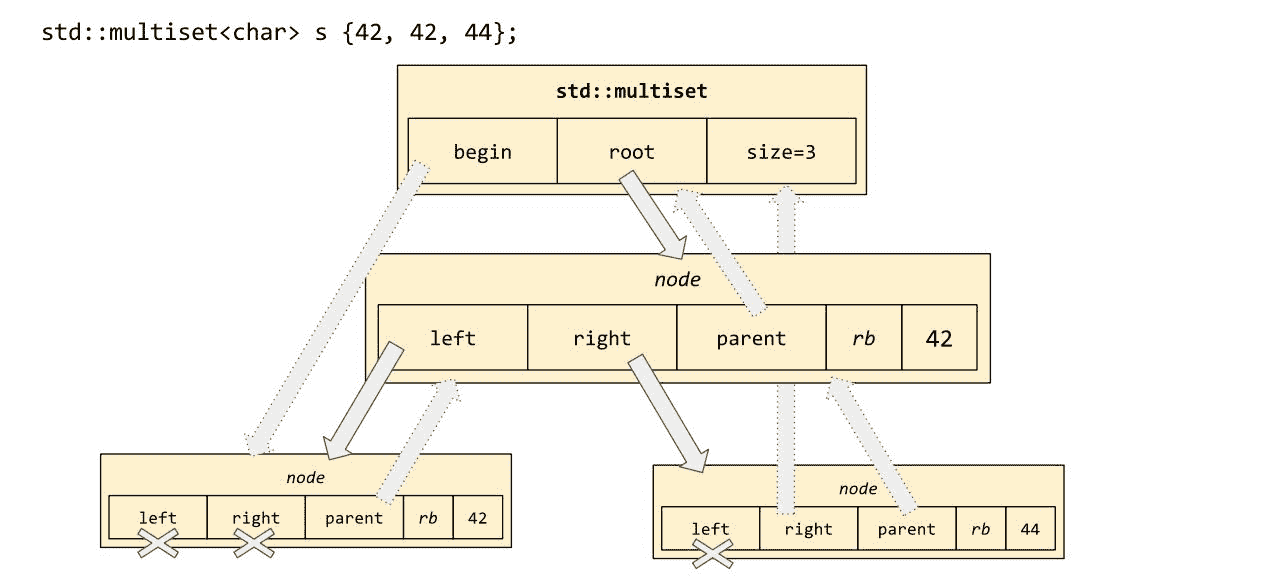 std::multiset<char> s {42, 42, 44};
std::multiset
begin root size=3
node
left right parent rb 42
node
left right parent rb 42
node
left right parent rb 44